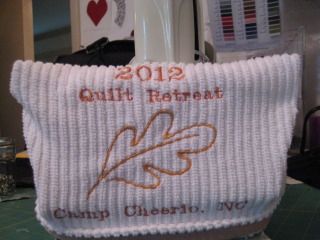 2012
Quilt Retreat
Camp Cheerio, NC